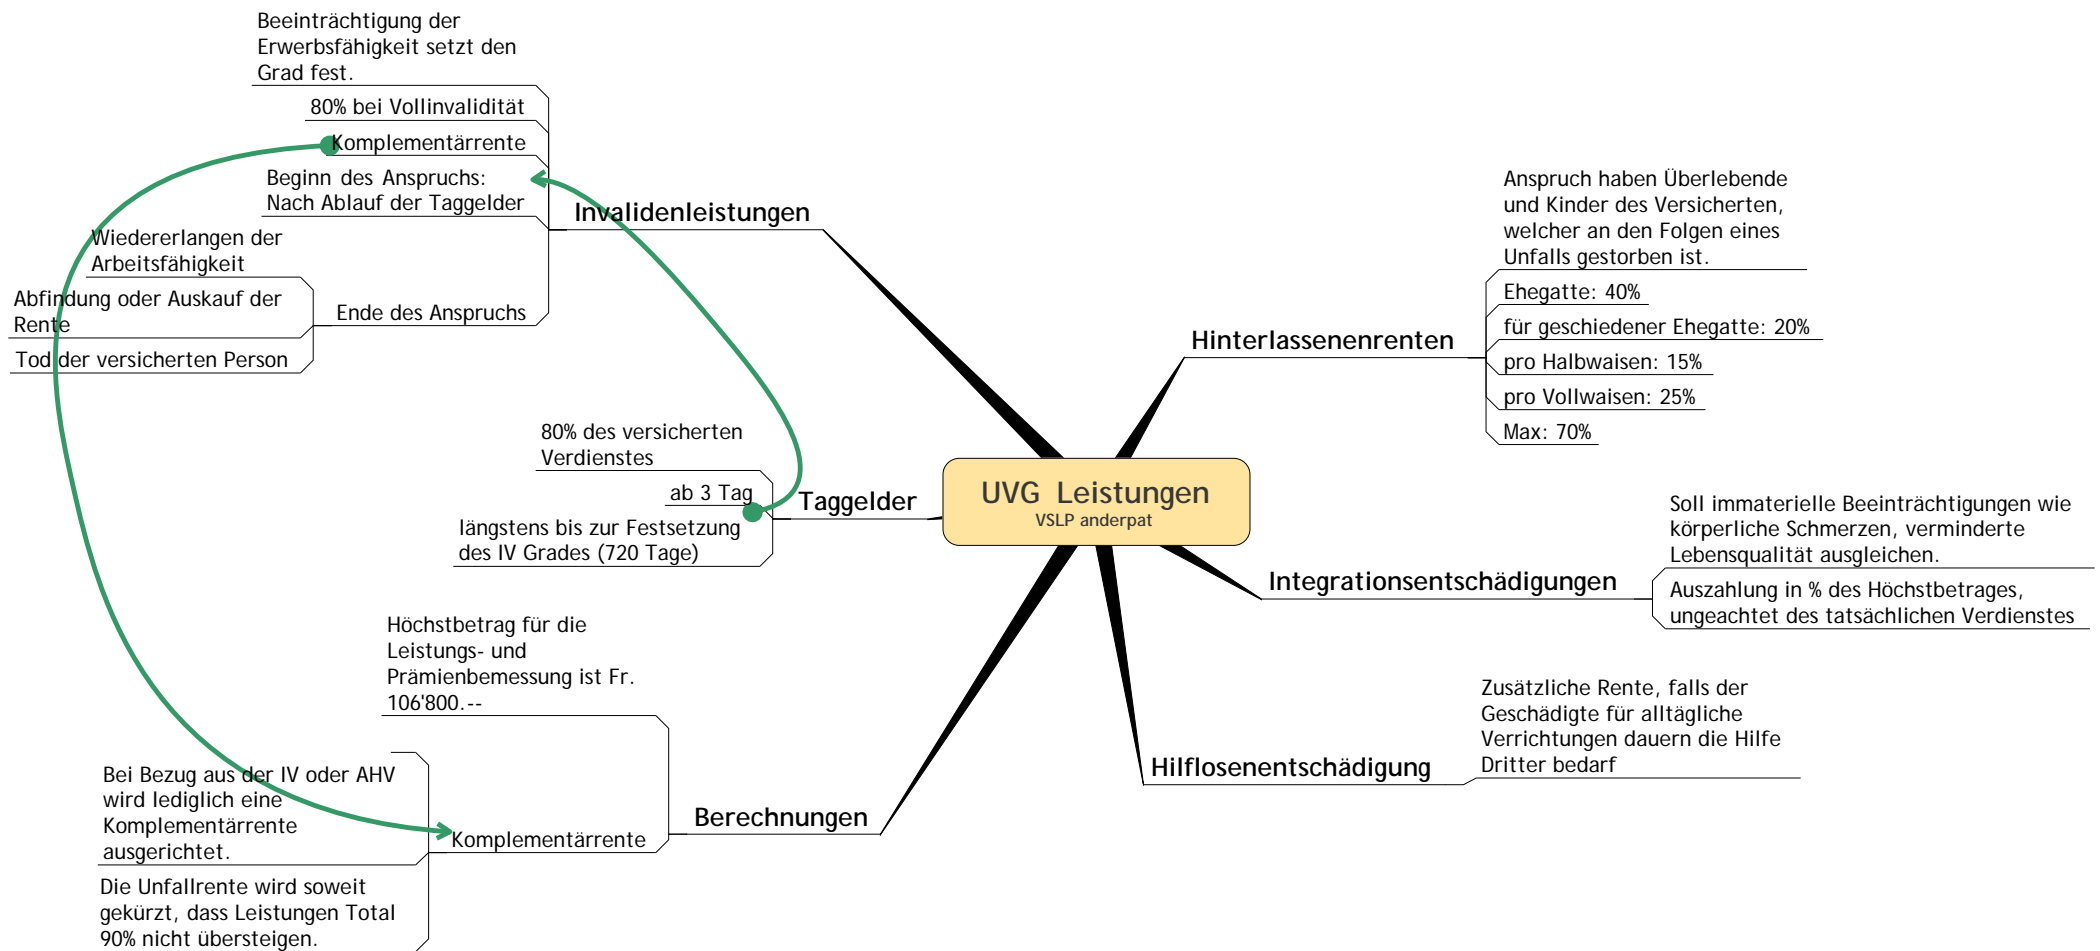 UVG Leistungen
VSLP anderpat
Invalidenleistungen
Beeinträchtigung der
Erwerbsfähigkeit setzt den
Grad fest.
80% bei Vollinvalidität
Komplementärrente
Beginn des Anspruchs:
Nach Ablauf der Taggelder
Ende des Anspruchs
Wiedererlangen der
Arbeitsfähigkeit
Abfindung oder Auskauf der
Rente
Tod der versicherten Person
Taggelder
80% des versicherten
Verdienstes
ab 3 Tag
längstens bis zur Festsetzung
des IV Grades (720 Tage)
Berechnungen
Höchstbetrag für die
Leistungs- und
Prämienbemessung ist Fr.
106'800.--
Komplementärrente
Bei Bezug aus der IV oder AHV
wird lediglich eine
Komplementärrente
ausgerichtet.
Die Unfallrente wird soweit
gekürzt, dass Leistungen Total
90% nicht übersteigen.
Hinterlassenenrenten
Anspruch haben Überlebende
und Kinder des Versicherten,
welcher an den Folgen eines
Unfalls gestorben ist.
Ehegatte: 40%
für geschiedener Ehegatte: 20%
pro Halbwaisen: 15%
pro Vollwaisen: 25%
Max: 70%
Integrationsentschädigungen
Soll immaterielle Beeinträchtigungen wie
körperliche Schmerzen, verminderte
Lebensqualität ausgleichen.
Auszahlung in % des Höchstbetrages,
ungeachtet des tatsächlichen Verdienstes
Hilflosenentschädigung
Zusätzliche Rente, falls der
Geschädigte für alltägliche
Verrichtungen dauern die Hilfe
Dritter bedarf